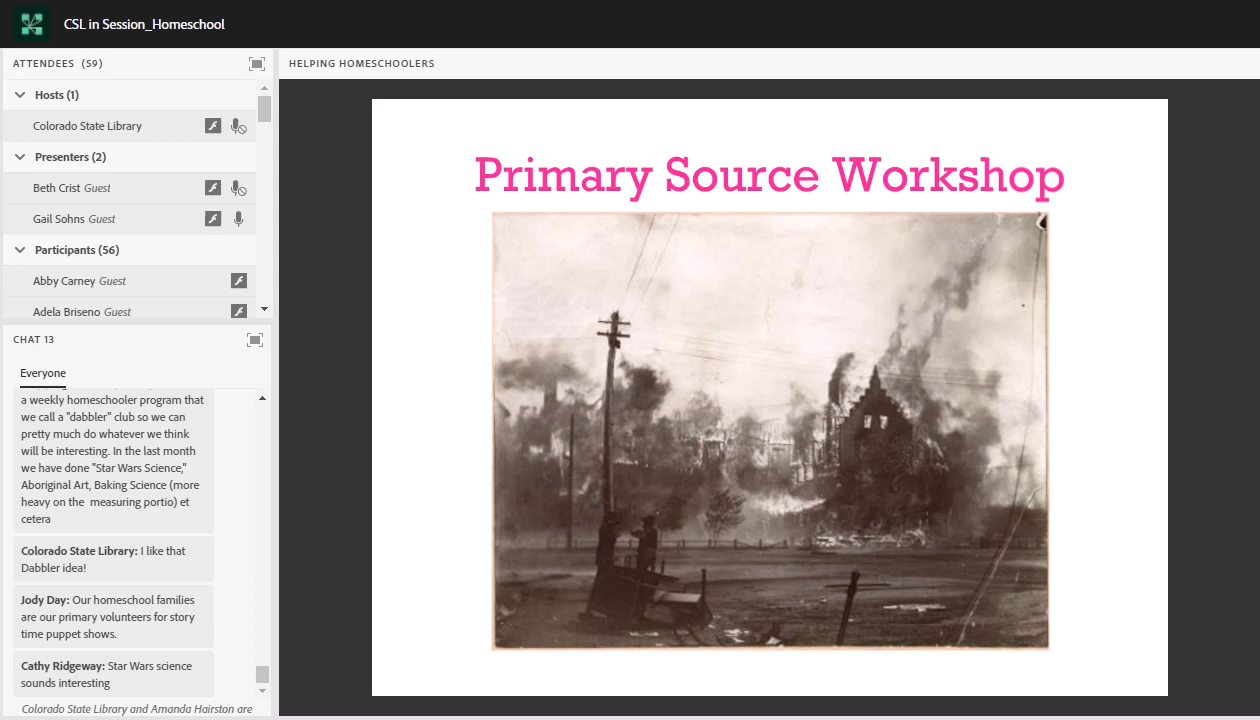 CSL in Session_Homeschool
ATTENDEES (59)
Hosts (1)
Colorado State Library
Presenters (2)
Beth Crist Guest
Gail Sohns Guest
Participants (56)
Abby Carney Guest
Adela Briseno Guest
CHAT 13
Everyone
a weekly homeschooler program that
we call a "dabbler" club so we can
pretty much do whatever we think
will be interesting. In the last month
we have done "Star Wars Science,"
Aboriginal Art, Baking Science (more
heavy on the measuring portio) et
cetera
Colorado State Library: I like that
Dabbler idea!
Jody Day: Our homeschool families
are our primary volunteers for story
time puppet shows.
Cathy Ridgeway: Star Wars science
sounds interesting
Colorado State Library and Amanda Hairston are
HELPING HOMESCHOOLERS
Primary Source Workshop